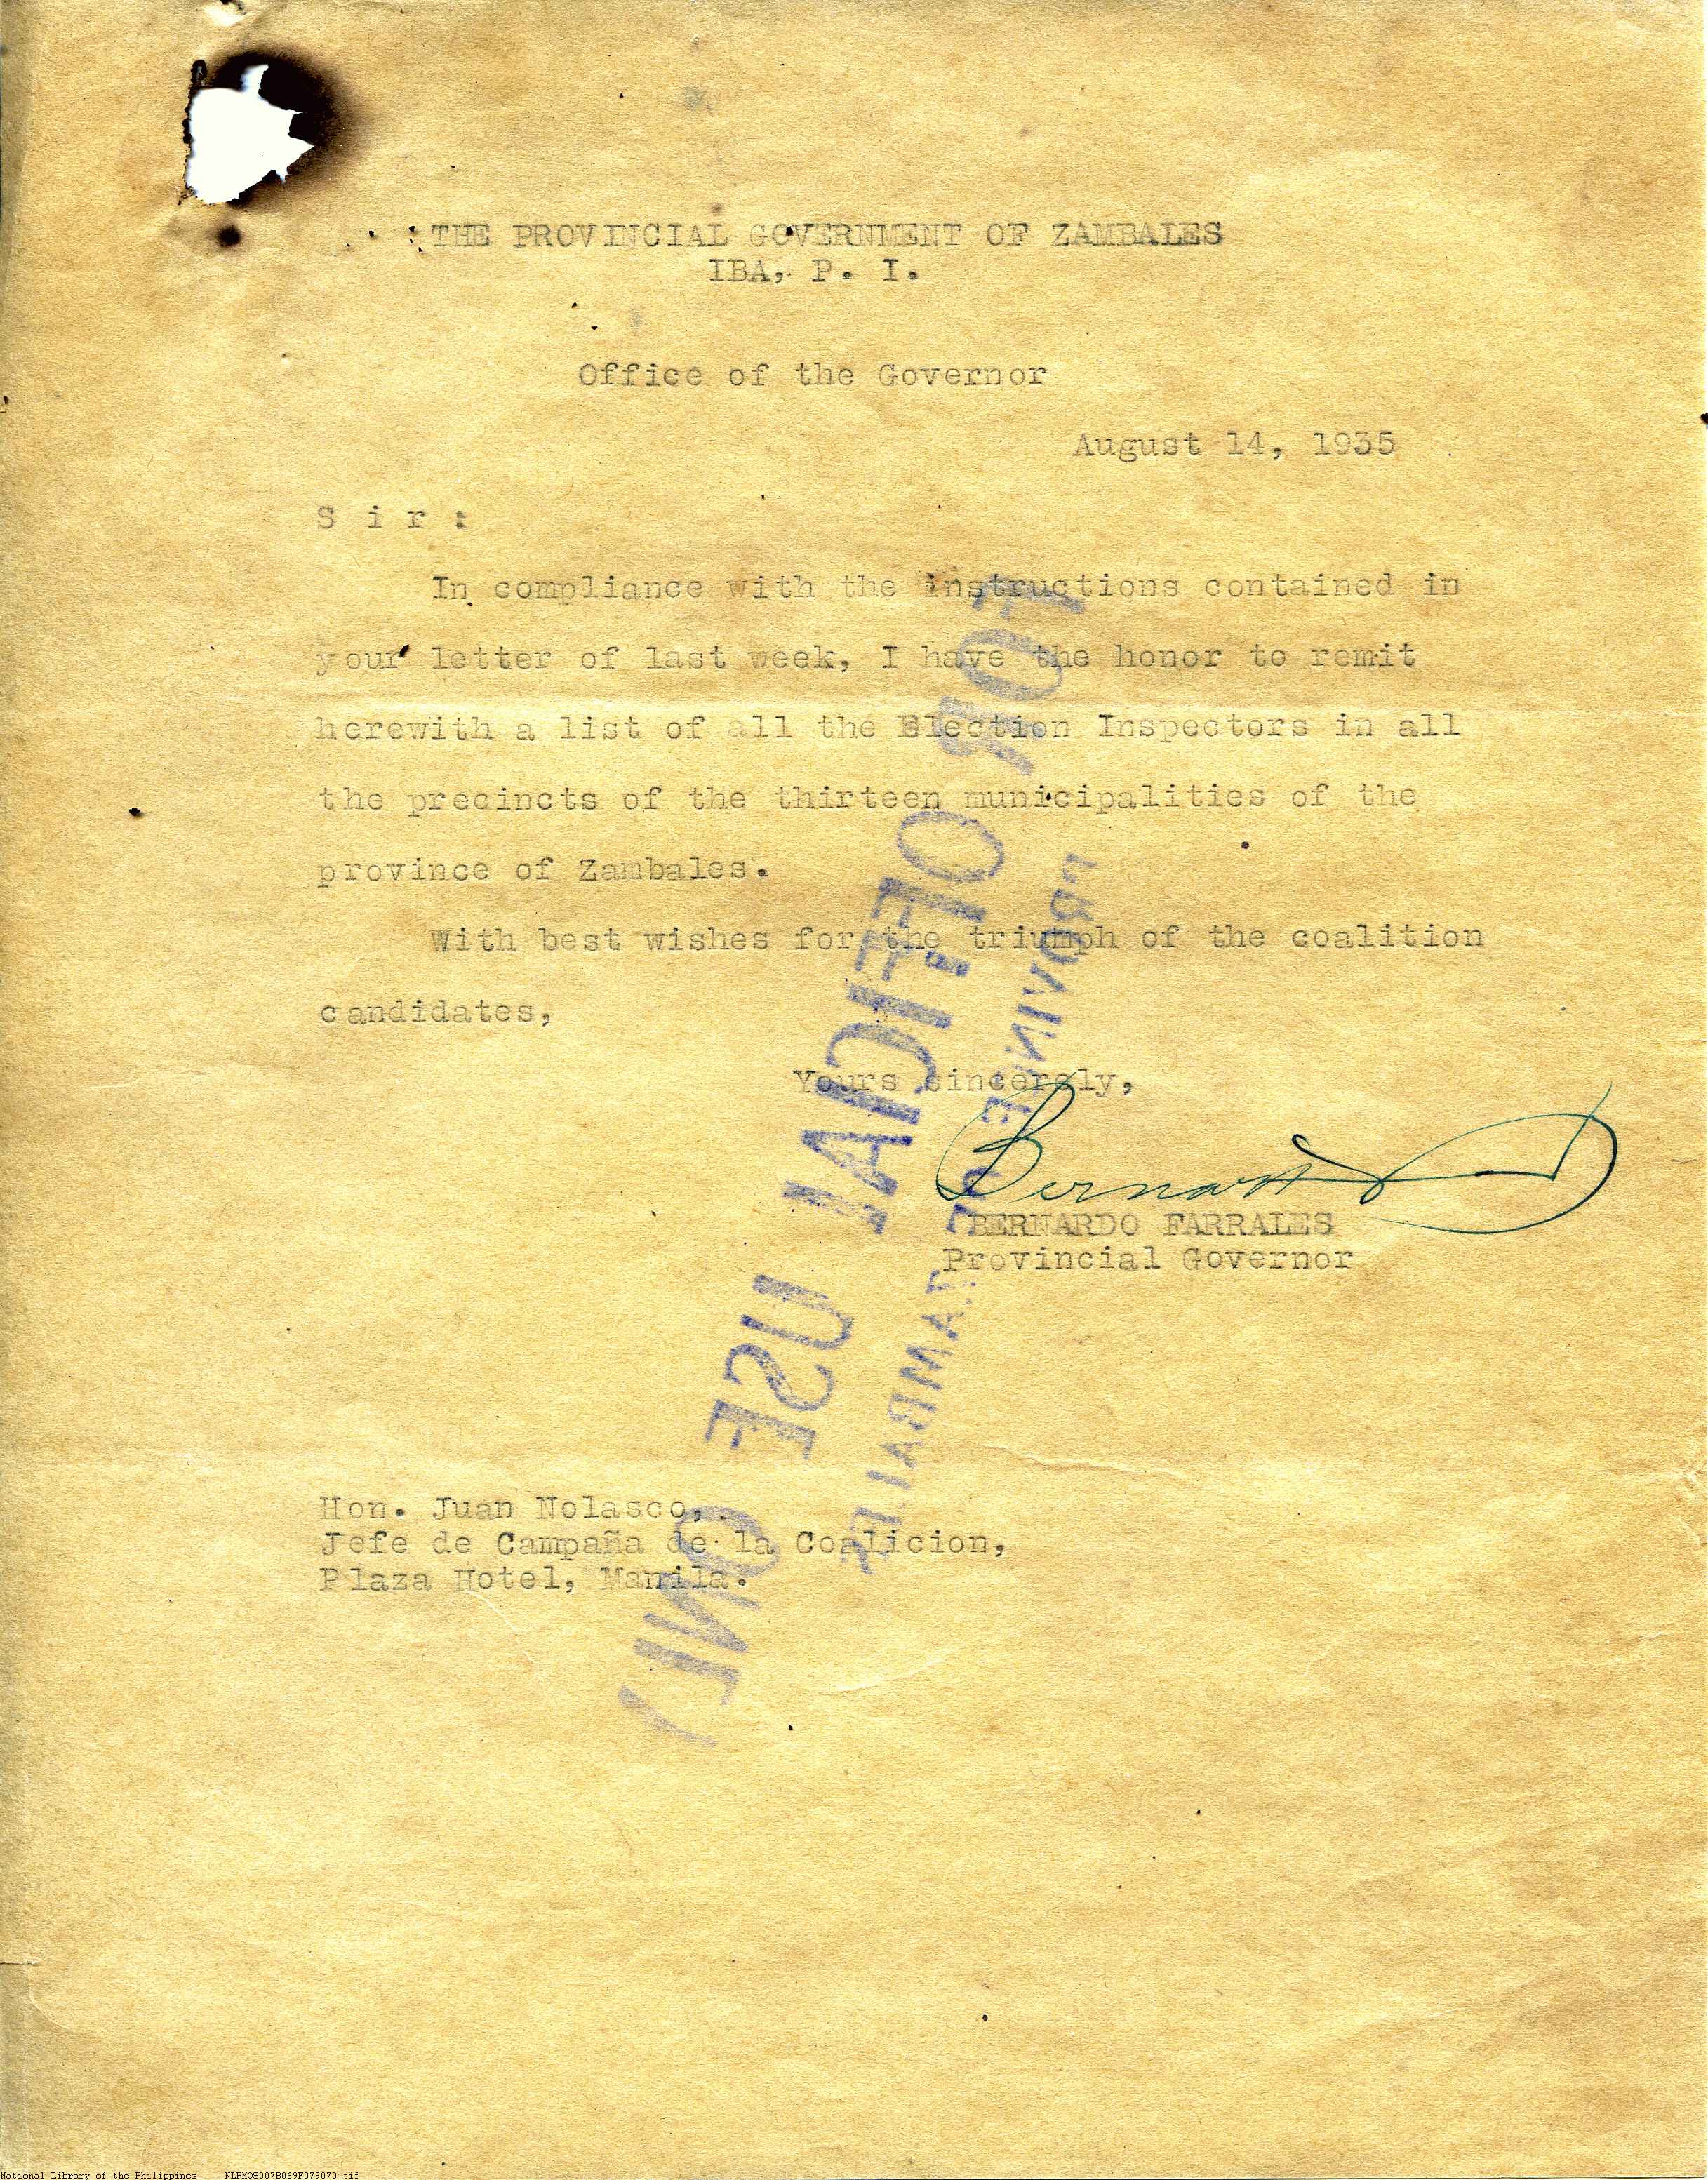 THE PROVINCIAL GOVERNMENT OF ZAMBALES
IBA, P. I.
Office of the Governor
August 14, 1935
S i r :
In compliance with the instructions contained in
your letter of last week, I have the honor to remit
herewith a list of all the Election Inspectors in all
the precincts of the thirteen municipalities of the
province of Zambales.
With best wishes for the triumph of the coalition
candidates,
Yours sincerely,
BERNARDO FARRALES
Provincial Governor
Hon. Juan Nolasco,
Jefe de Campaña de la Coalicion,
Plaza Hotel, Manila.
FOR OFFICIAL USE ONLY
PROVINCE OF ZAMBALES
National Library of the Philippines NLPMQS007B069F079070.tif